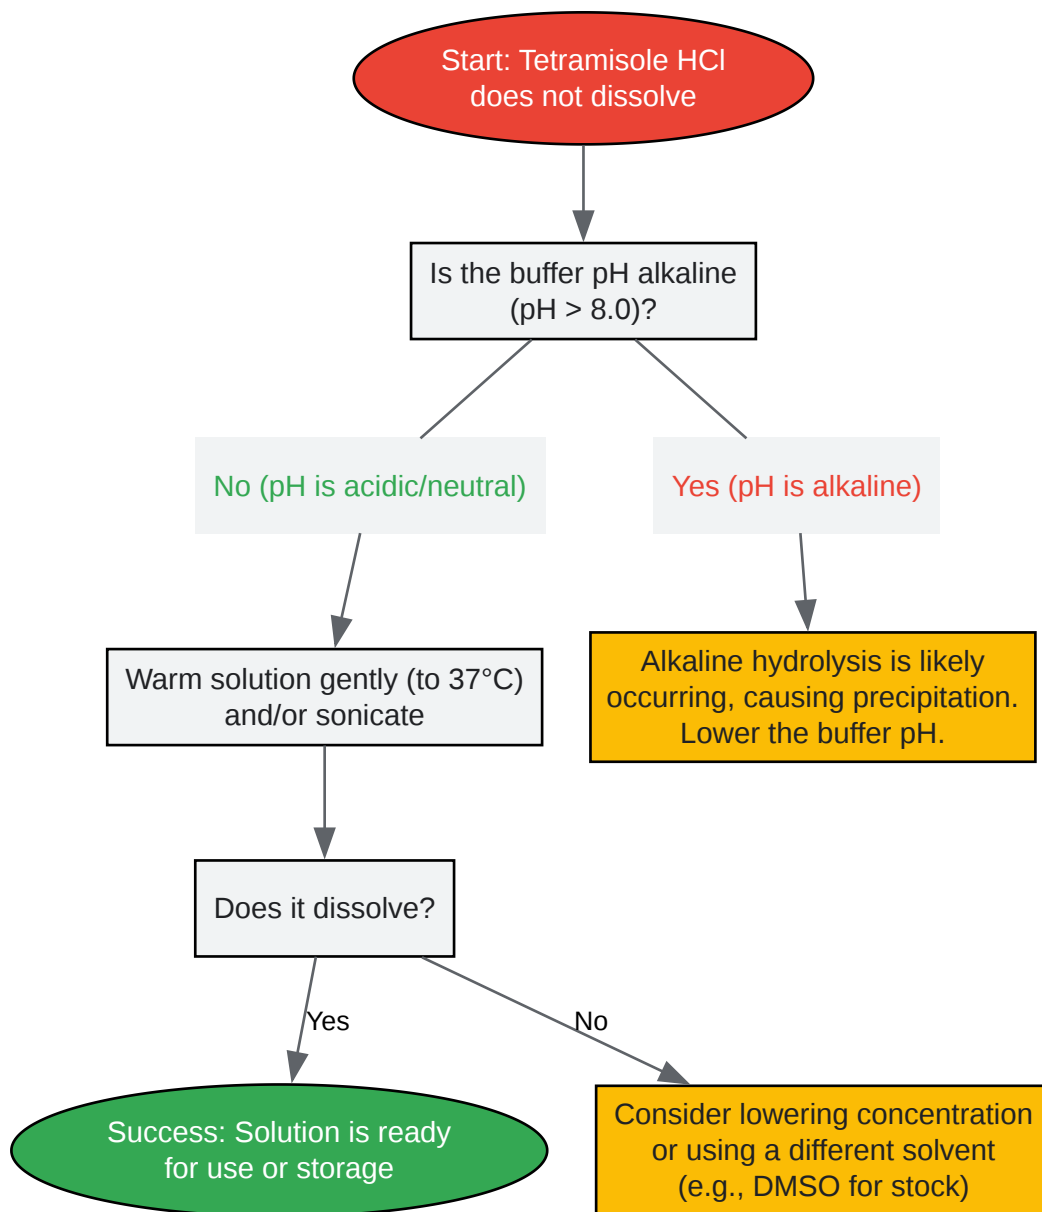 Start: Tetramisole HCl
does not dissolve
Is the buffer pH alkaline
(pH > 8.0)?
No (pH is acidic/neutral)
Yes (pH is alkaline)
Alkaline hydrolysis is likely
occurring, causing precipitation.
Lower the buffer pH.
Warm solution gently (to 37°C)
and/or sonicate
Does it dissolve?
Yes
No
Success: Solution is ready
for use or storage
Consider lowering concentration
or using a different solvent
(e.g., DMSO for stock)